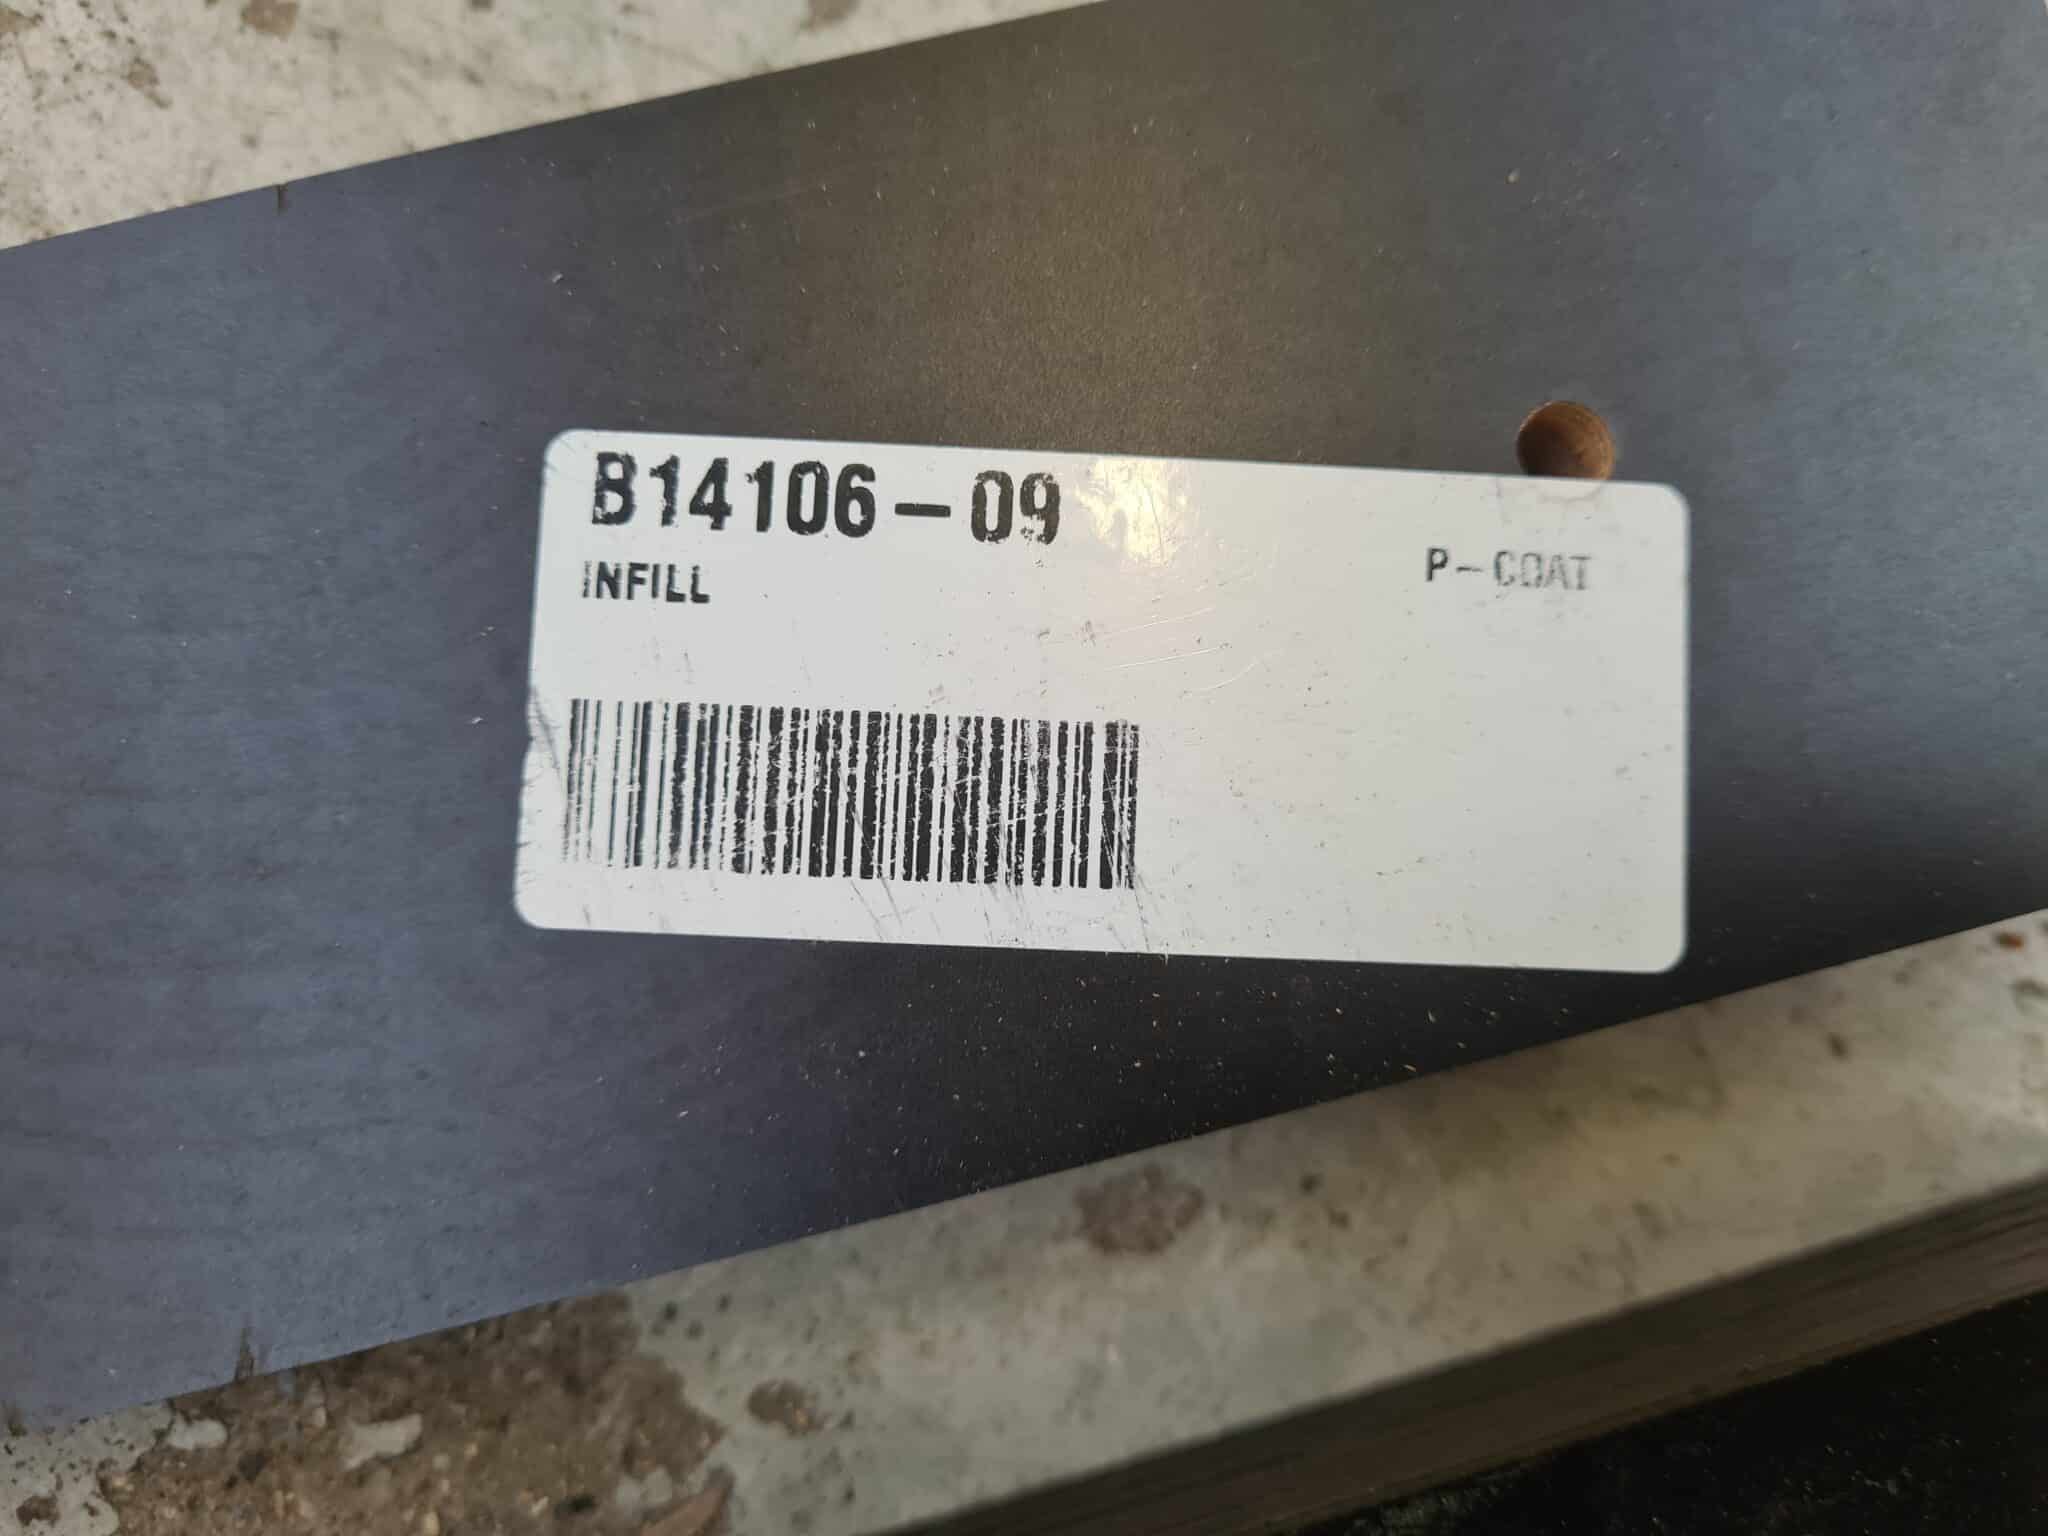 B14106-09
INFILL
P-COAT